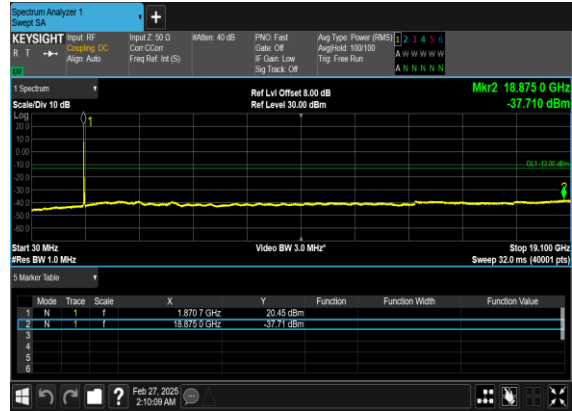 Spectrum Analyzer 1
Swept SA
+
KEYSIGHT Input: RF Input Z: 50 Ω #Atten: 40 dB PNO: Fast Avg Type: Power (RMS) 1 2 3 4 5 6
R T Coupling: DC Corr CCorr Gate: Off Avg|Hold: 100/100 A W W W W W
Align: Auto Freq Ref: Int (S) IF Gain: Low Trig: Free Run
Sig Track: Off A N N N N N
1 Spectrum Ref Lvl Offset 8.00 dB Mkr2 18.875 0 GHz
Scale/Div 10 dB Ref Level 30.00 dBm -37.710 dBm
Log
1
20.0
10.0
0.00
-10.0 DL1 -13.00 dBm
-20.0
-30.0 2
-40.0
-50.0
-60.0
Start 30 MHz Video BW 3.0 MHz* Stop 19.100 GHz
#Res BW 1.0 MHz Sweep 32.0 ms (40001 pts)
5 Marker Table
Mode Trace Scale X Y Function Function Width Function Value
1 N 1 f 1.870 7 GHz 20.45 dBm
2 N 1 f 18.875 0 GHz -37.71 dBm
3
4
5
6
? Feb 27, 2025
2:10:09 AM